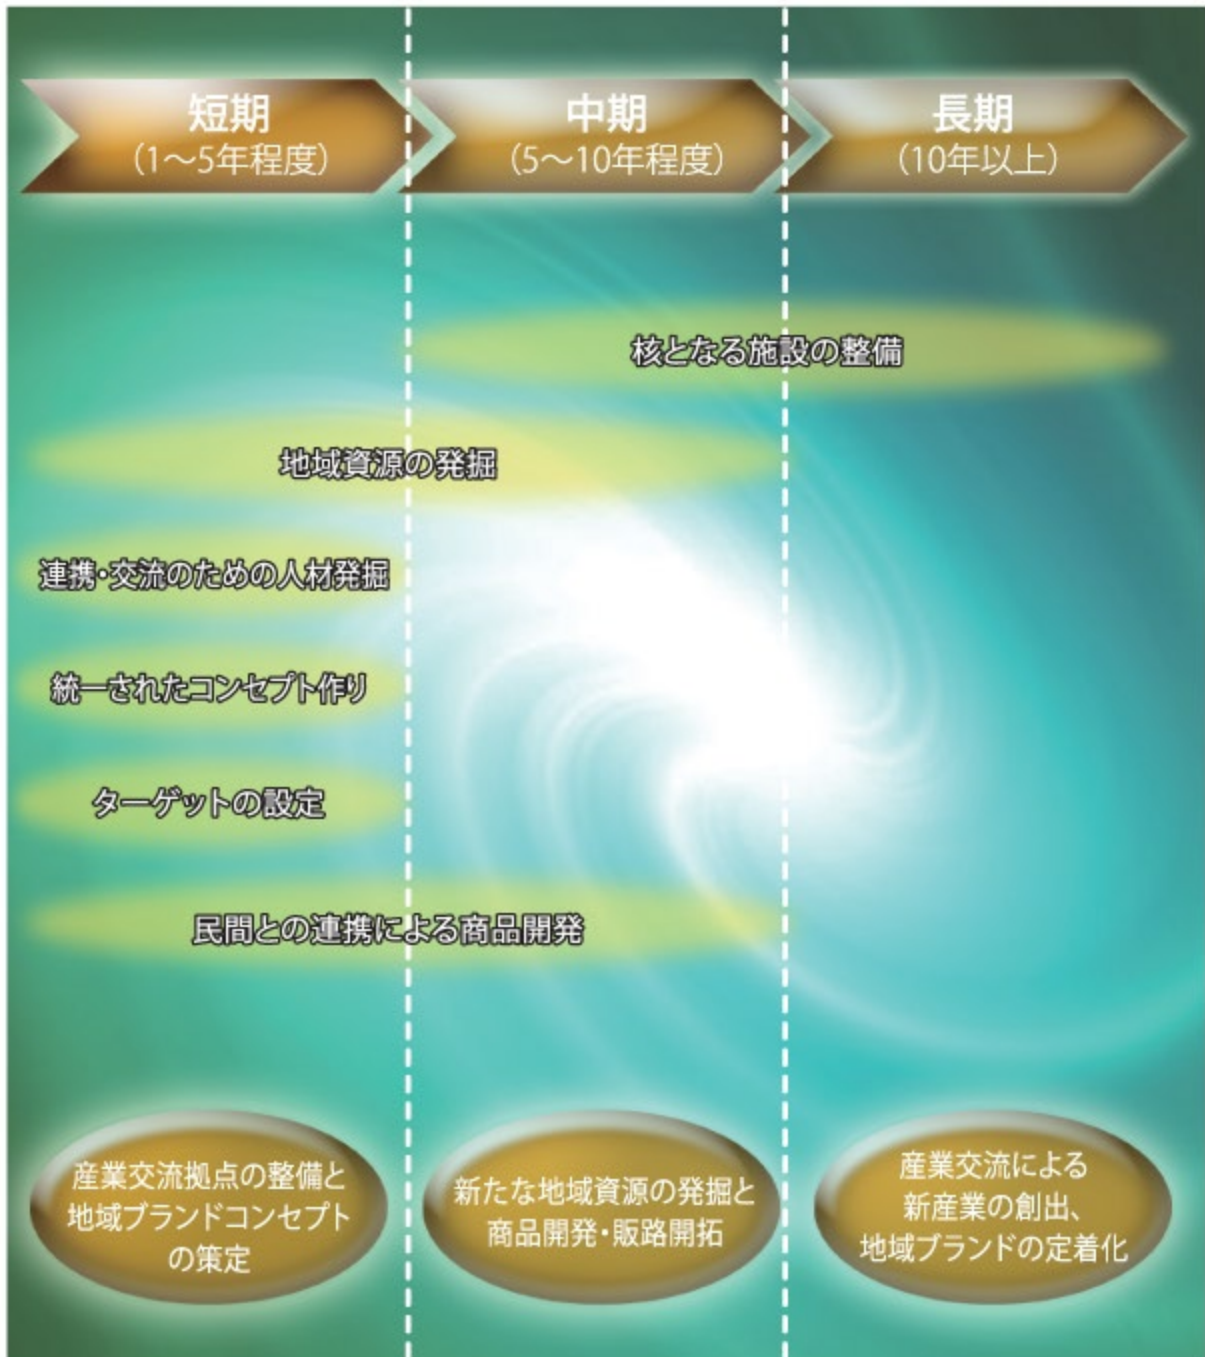 短期
(1～5年程度)
中期
(5～10年程度)
長期
(10年以上)
核となる施設の整備
地域資源の発掘
連携・交流のための人材発掘
統一されたコンセプト作り
ターゲットの設定
民間との連携による商品開発
産業交流拠点の整備と
地域ブランドコンセプト
の策定
新たな地域資源の発掘と
商品開発・販路開拓
産業交流による
新産業の創出、
地域ブランドの定着化